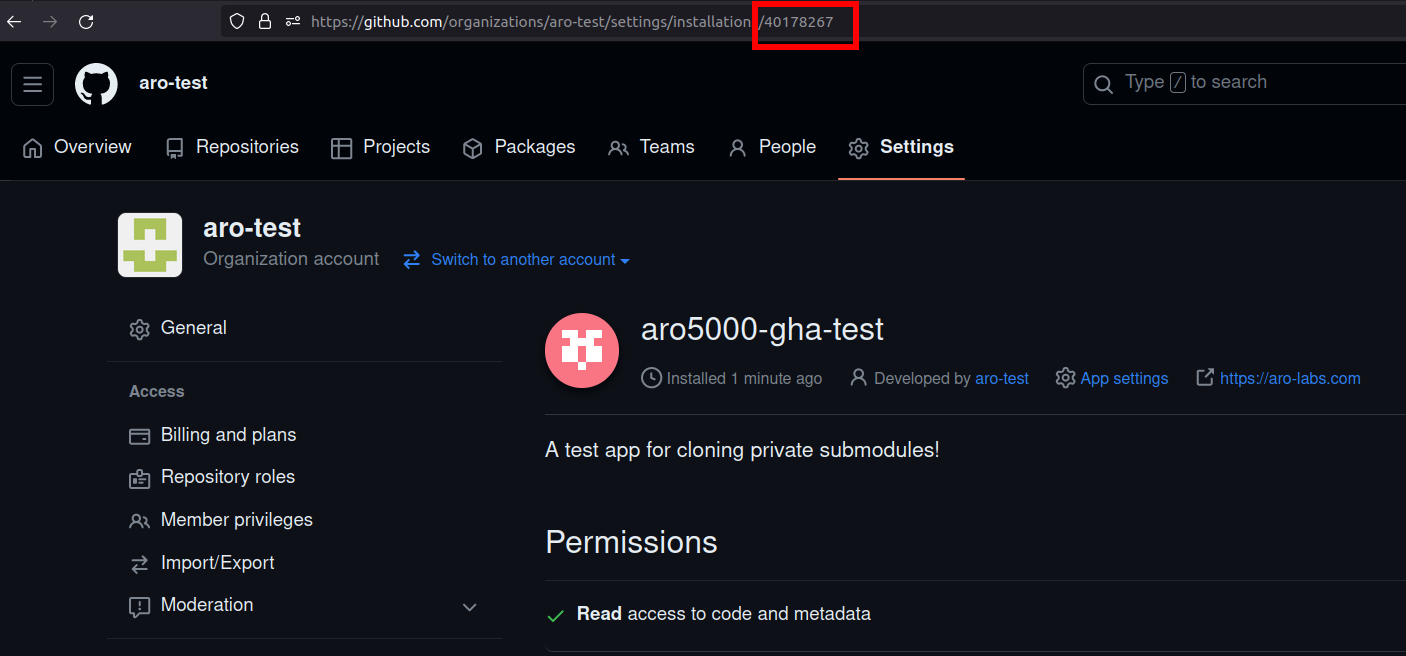 https://github.com/organizations/aro-test/settings/installation /40178267
aro-test
Type / to search
Overview Repositories Projects Packages Teams People Settings
aro-test
Organization account Switch to another account
General
Access
Billing and plans
Repository roles
Member privileges
Import/Export
Moderation
aro5000-gha-test
Installed 1 minute ago Developed by aro-test App settings https://aro-labs.com
A test app for cloning private submodules!
Permissions
Read access to code and metadata